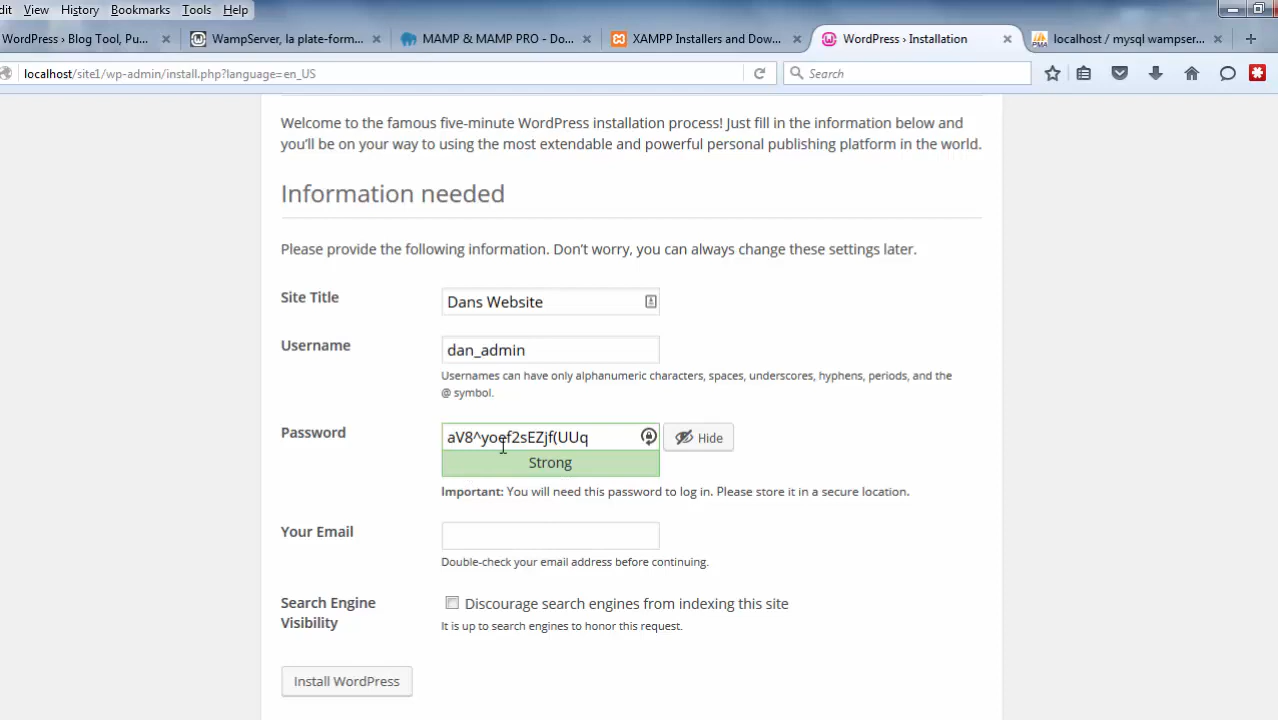 dit View History Bookmarks Tools Help
WordPress › Blog Tool, Pu... × WampServer, la plate-form... × MAMP & MAMP PRO - Do... × XAMPP Installers and Dow... × WordPress › Installation × PMA localhost / mysql wampser... × +
localhost/site1/wp-admin/install.php?language=en_US Search
Welcome to the famous five-minute WordPress installation process! Just fill in the information below and
you'll be on your way to using the most extendable and powerful personal publishing platform in the world.
Information needed
Please provide the following information. Don't worry, you can always change these settings later.
Site Title Dans Website
Username dan_admin
Usernames can have only alphanumeric characters, spaces, underscores, hyphens, periods, and the
@ symbol.
Password aV8^yoef2sEZjf(UUq Hide
Strong
Important: You will need this password to log in. Please store it in a secure location.
Your Email
Double-check your email address before continuing.
Search Engine
Visibility
Discourage search engines from indexing this site
It is up to search engines to honor this request.
Install WordPress